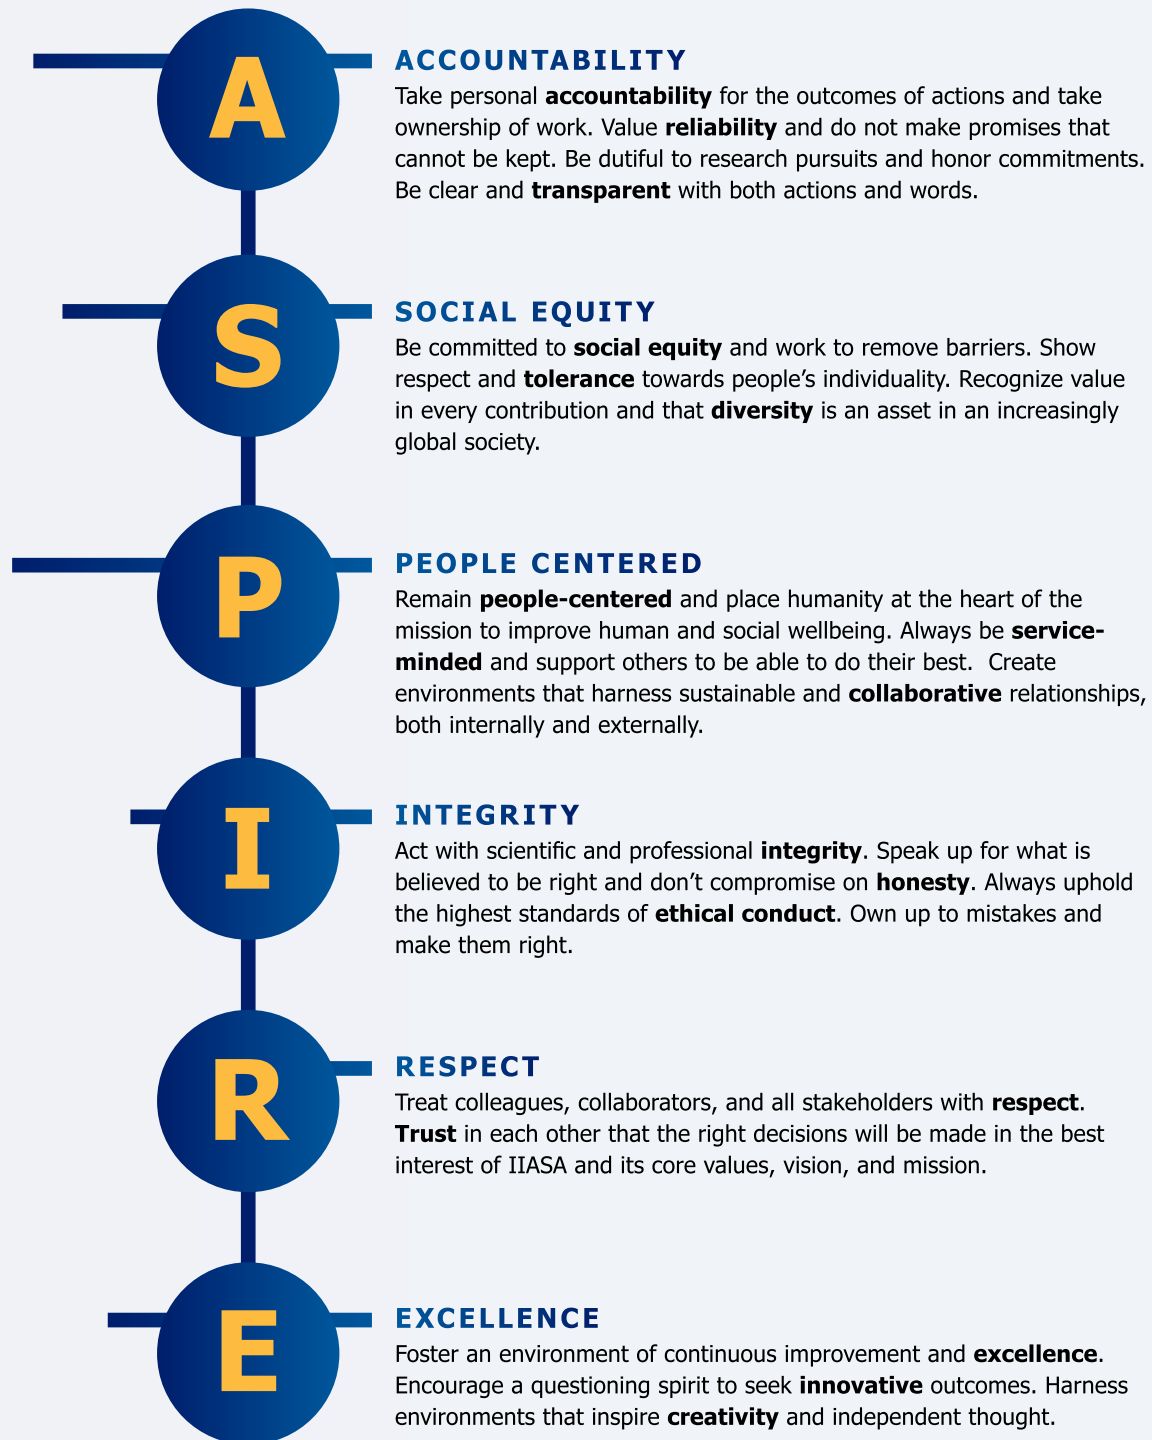 A
ACCOUNTABILITY
Take personal accountability for the outcomes of actions and take
ownership of work. Value reliability and do not make promises that
cannot be kept. Be dutiful to research pursuits and honor commitments.
Be clear and transparent with both actions and words.
S
SOCIAL EQUITY
Be committed to social equity and work to remove barriers. Show
respect and tolerance towards people’s individuality. Recognize value
in every contribution and that diversity is an asset in an increasingly
global society.
P
PEOPLE CENTERED
Remain people-centered and place humanity at the heart of the
mission to improve human and social wellbeing. Always be service-
minded and support others to be able to do their best.  Create
environments that harness sustainable and collaborative relationships,
both internally and externally.
I
INTEGRITY
Act with scientific and professional integrity. Speak up for what is
believed to be right and don’t compromise on honesty. Always uphold
the highest standards of ethical conduct. Own up to mistakes and
make them right.
R
RESPECT
Treat colleagues, collaborators, and all stakeholders with respect.
Trust in each other that the right decisions will be made in the best
interest of IIASA and its core values, vision, and mission.
E
EXCELLENCE
Foster an environment of continuous improvement and excellence.
Encourage a questioning spirit to seek innovative outcomes. Harness
environments that inspire creativity and independent thought.